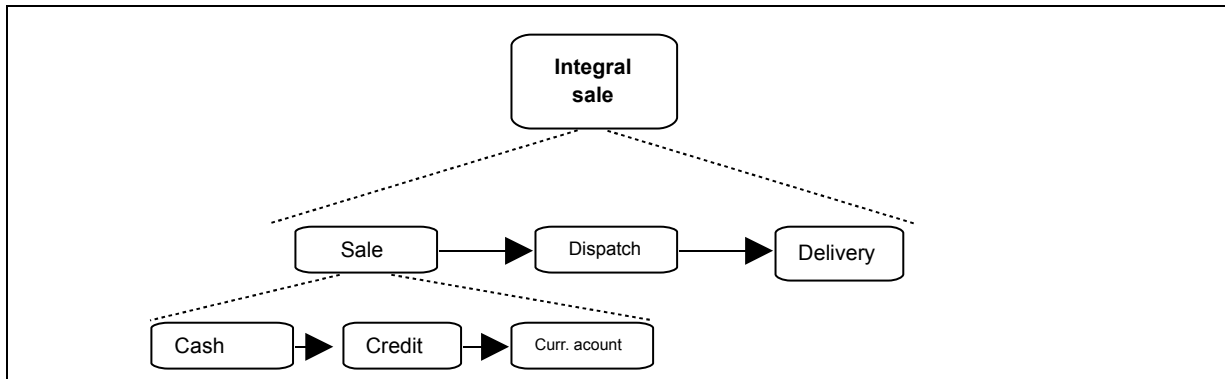 Integral
sale
Sale
Dispatch
Delivery
Cash
Credit
Curr. acount